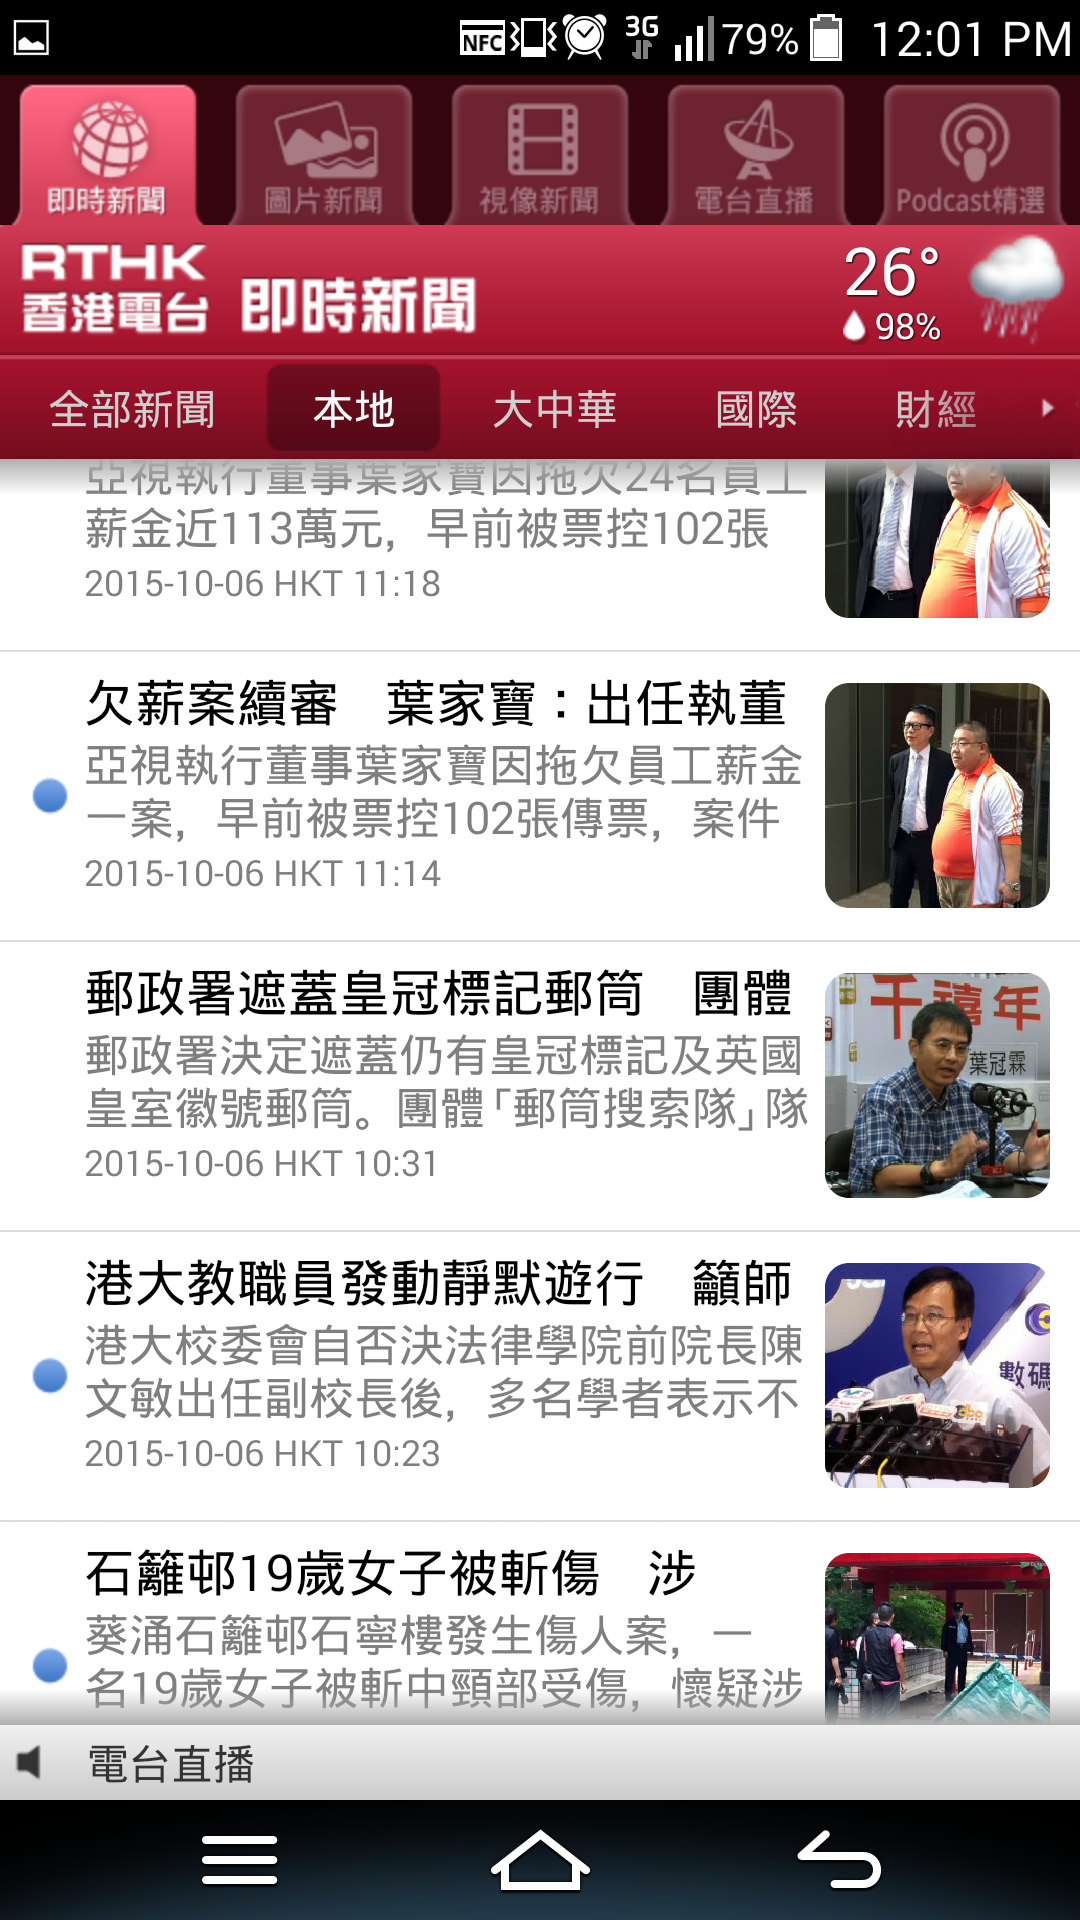 NFC 3G 79% 12:01 PM
即時新聞 圖片新聞 視像新聞 電台直播 Podcast精選
RTHK
香港電台 即時新聞
26°
98%
全部新聞 本地 大中華 國際 財經
亞視執行董事葉家寶因拖欠24名員工
薪金近113萬元，早前被票控102張
2015-10-06 HKT 11:18
欠薪案續審　葉家寶：出任執董
亞視執行董事葉家寶因拖欠員工薪金
一案，早前被票控102張傳票，案件
2015-10-06 HKT 11:14
郵政署遮蓋皇冠標記郵筒　團體
郵政署決定遮蓋仍有皇冠標記及英國
皇室徽號郵筒。團體「郵筒搜索隊」隊
2015-10-06 HKT 10:31
千禧年
葉冠霖
港大教職員發動靜默遊行　籲師
港大校委會自否決法律學院前院長陳
文敏出任副校長後，多名學者表示不
2015-10-06 HKT 10:23
數碼
dbc
石籬邨19歲女子被斬傷　涉
葵涌石籬邨石寧樓發生傷人案，一
名19歲女子被斬中頸部受傷，懷疑涉
電台直播